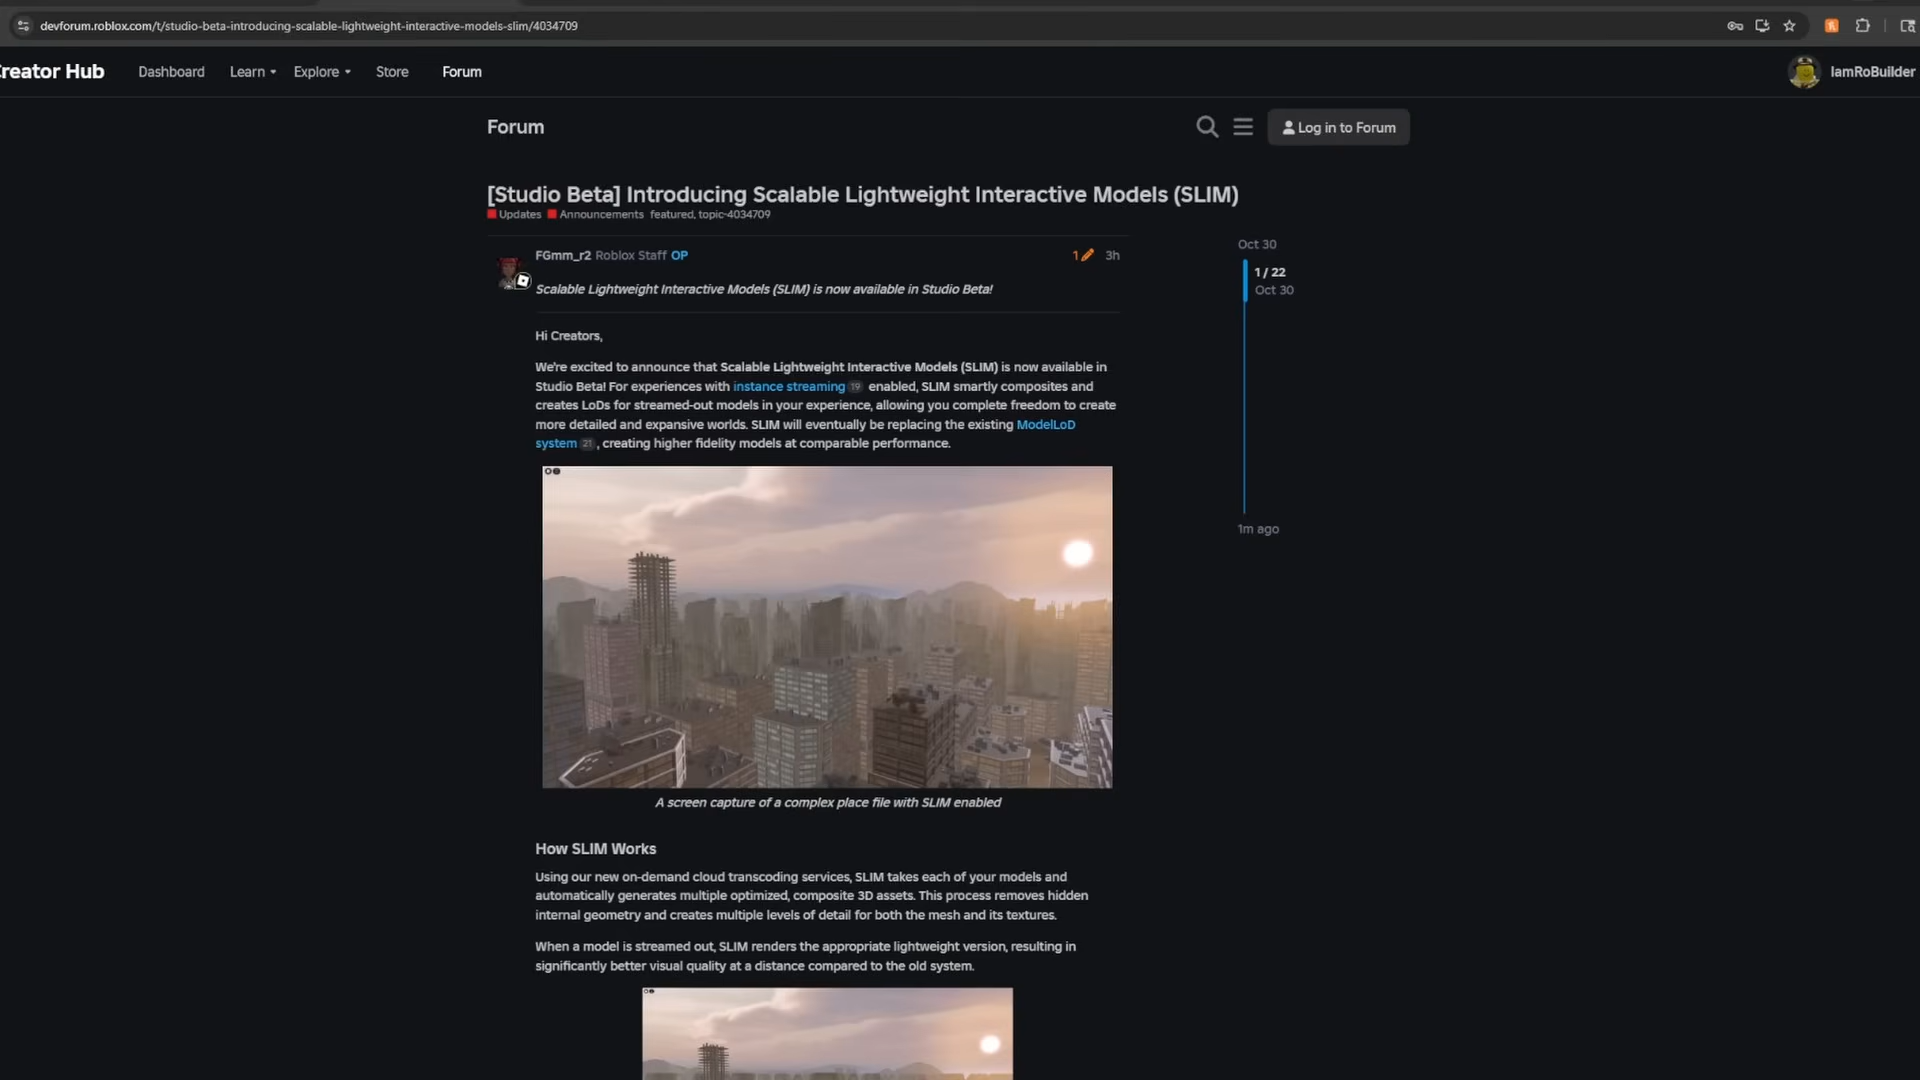 devforum.roblox.com/t/studio-beta-introducing-scalable-lightweight-interactive-models-slim/4034709
reator Hub
Dashboard
Learn
Explore
Store
Forum
IamRoBuilder
Forum
Log in to Forum
[Studio Beta] Introducing Scalable Lightweight Interactive Models (SLIM)
Updates Announcements featured, topic-4034709
FGmm_r2 Roblox Staff OP
1
3h
Scalable Lightweight Interactive Models (SLIM) is now available in Studio Beta!
Hi Creators,
We're excited to announce that Scalable Lightweight Interactive Models (SLIM) is now available in
Studio Beta! For experiences with instance streaming 19 enabled, SLIM smartly composites and
creates LoDs for streamed-out models in your experience, allowing you complete freedom to create
more detailed and expansive worlds. SLIM will eventually be replacing the existing ModelLoD
system 21 , creating higher fidelity models at comparable performance.
A screen capture of a complex place file with SLIM enabled
How SLIM Works
Using our new on-demand cloud transcoding services, SLIM takes each of your models and
automatically generates multiple optimized, composite 3D assets. This process removes hidden
internal geometry and creates multiple levels of detail for both the mesh and its textures.
When a model is streamed out, SLIM renders the appropriate lightweight version, resulting in
significantly better visual quality at a distance compared to the old system.
Oct 30
1 / 22
Oct 30
1m ago